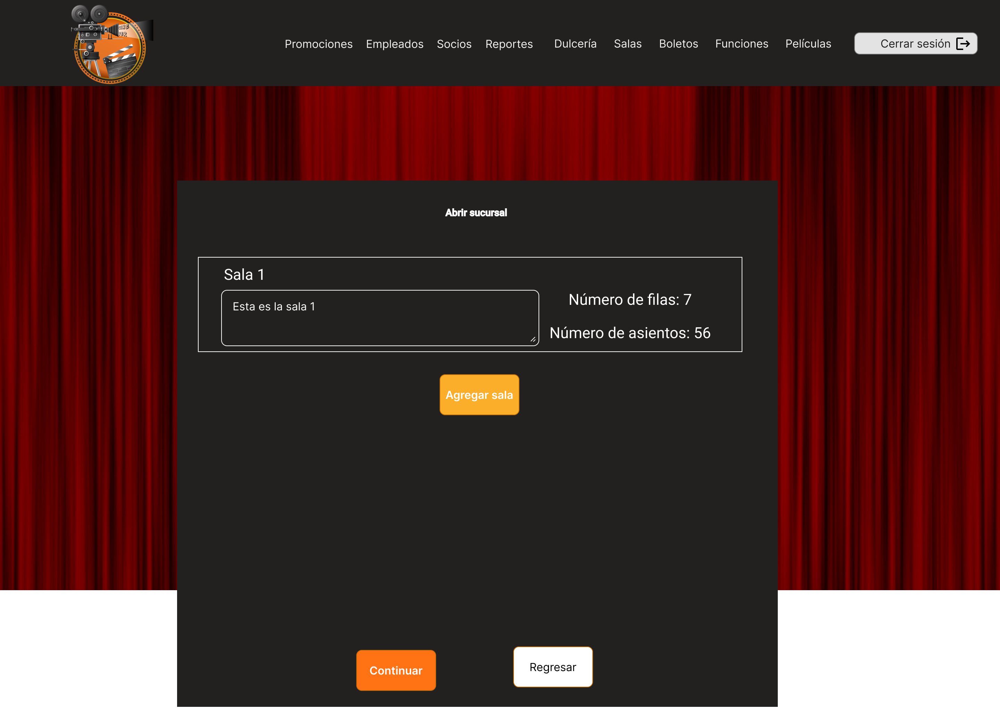 CINE
Promociones Empleados Socios Reportes Dulcería Salas Boletos Funciones Películas Cerrar sesión
Abrir sucursal
Sala 1
Esta es la sala 1
Número de filas: 7
Número de asientos: 56
Agregar sala
Continuar
Regresar